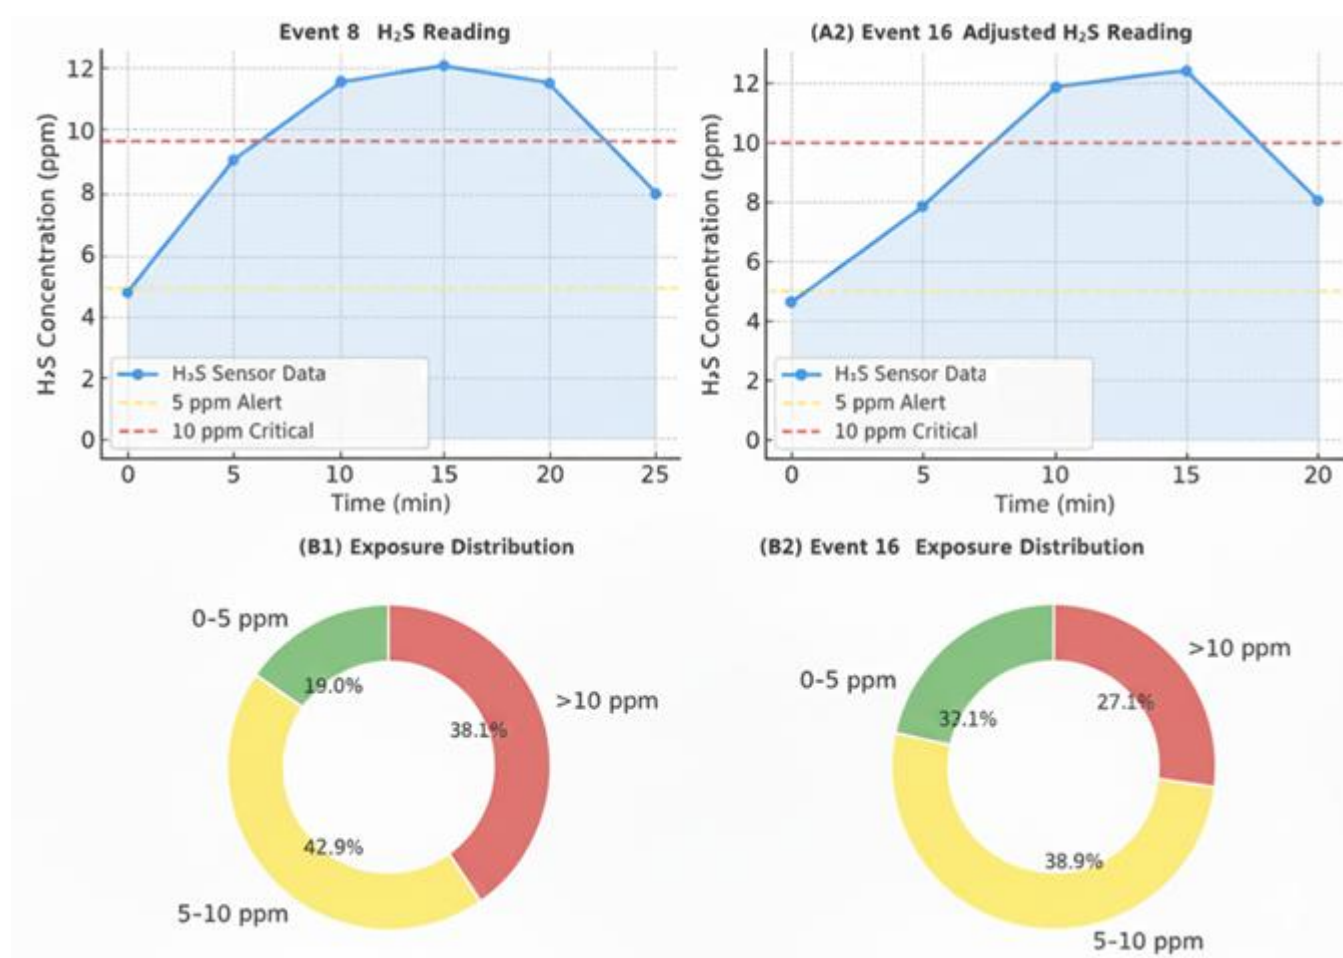 Event 8 H₂S Reading
H₂S Concentration (ppm)
12
10
8
6
4
2
0
H₂S Sensor Data
5 ppm Alert
10 ppm Critical
0 5 10 15 20 25
Time (min)
(A2) Event 16 Adjusted H₂S Reading
H₂S Concentration (ppm)
12
10
8
6
4
2
0
H₂S Sensor Data
5 ppm Alert
10 ppm Critical
0 5 10 15 20
Time (min)
(B1) Exposure Distribution
0-5 ppm
19.0%
>10 ppm
38.1%
42.9%
5-10 ppm
(B2) Event 16 Exposure Distribution
>10 ppm
27.1%
0-5 ppm
38.9%
5-10 ppm